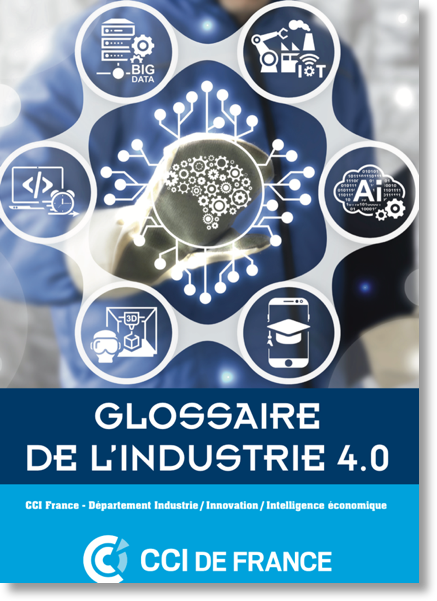 BIG
DATA
IoT
</>
Ai
3D
GLOSSAIRE
DE L'INDUSTRIE 4.0
CCI France - Département Industrie / Innovation / Intelligence économique
CCI DE FRANCE